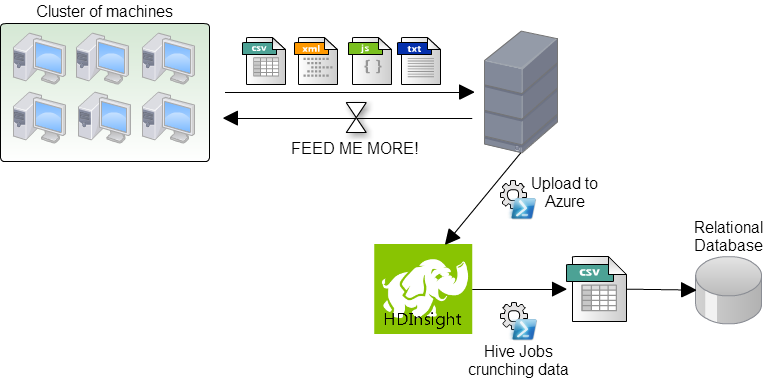 Cluster of machines
csv
xml
js
txt
{ }
FEED ME MORE!
Upload to
Azure
Relational
Database
csv
HDInsight
Hive Jobs
crunching data